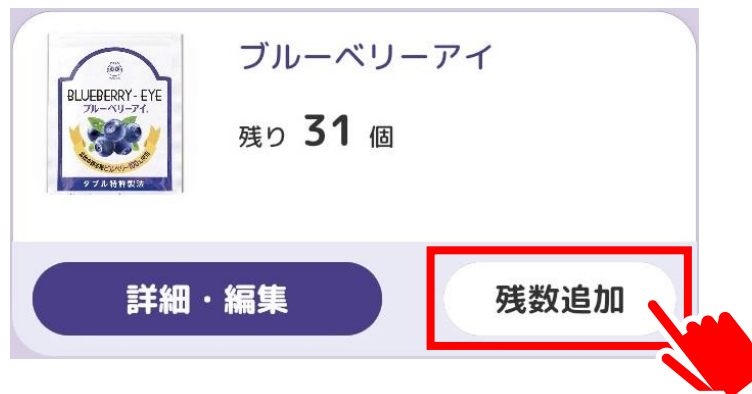 ブルーベリーアイ
BLUEBERRY-EYE
ブルーベリーアイ
残り 31 個
ダブル特許製法
詳細・編集
残数追加